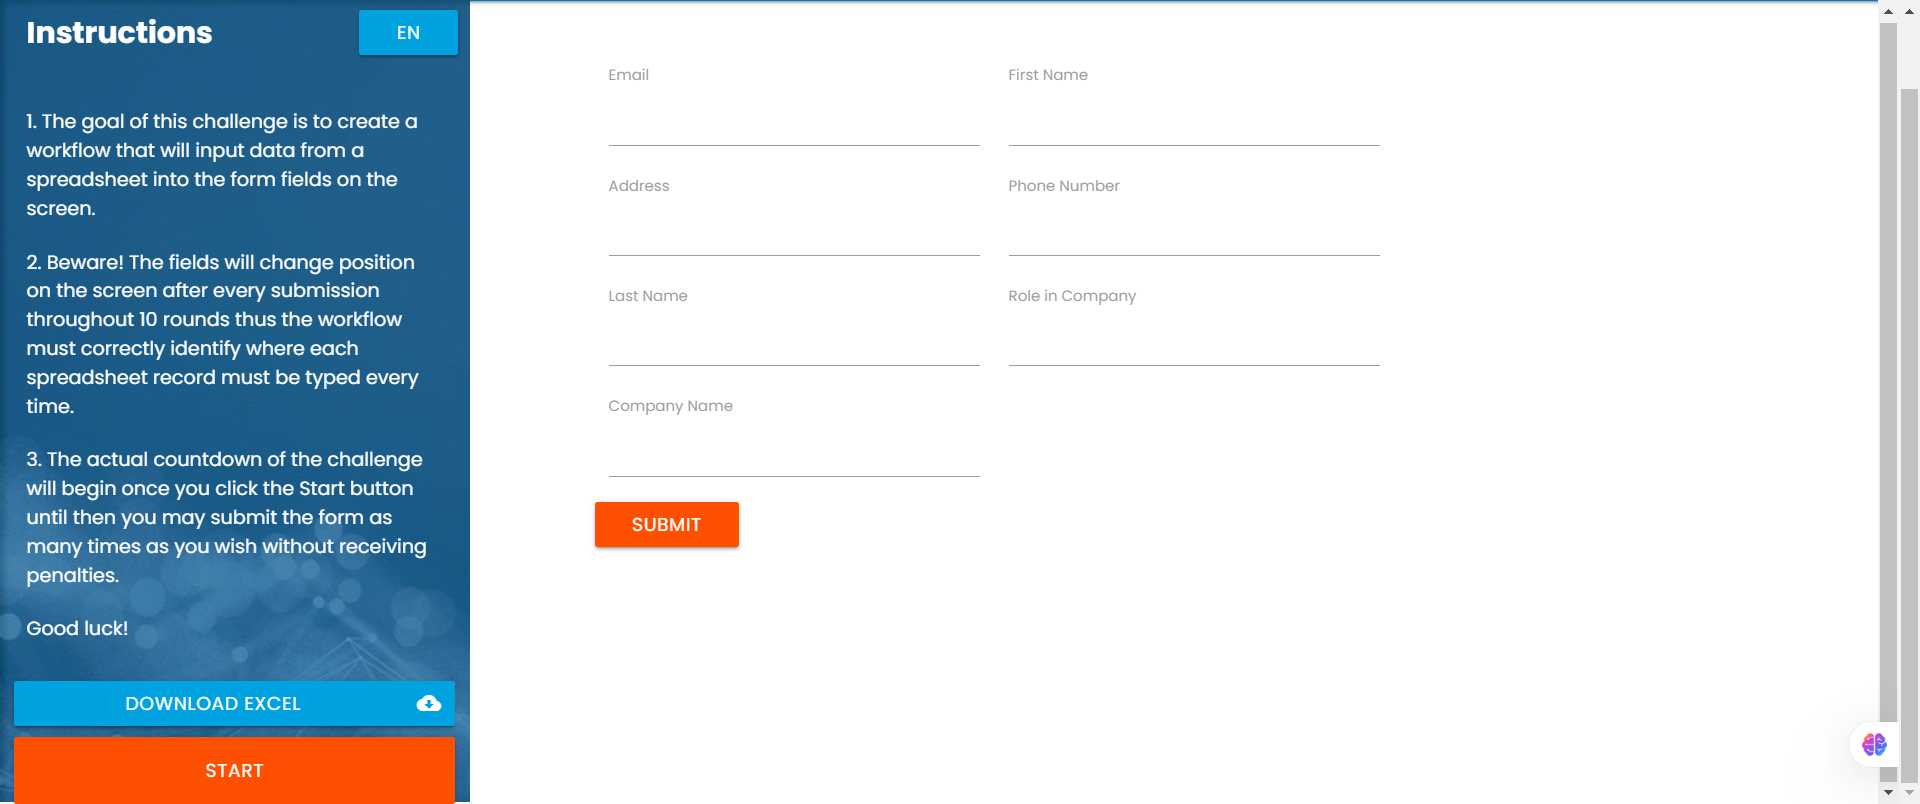 Instructions
EN
1. The goal of this challenge is to create a
workflow that will input data from a
spreadsheet into the form fields on the
screen.
2. Beware! The fields will change position
on the screen after every submission
throughout 10 rounds thus the workflow
must correctly identify where each
spreadsheet record must be typed every
time.
3. The actual countdown of the challenge
will begin once you click the Start button
until then you may submit the form as
many times as you wish without receiving
penalties.
Good luck!
DOWNLOAD EXCEL
START
Email
First Name
Address
Phone Number
Last Name
Role in Company
Company Name
SUBMIT